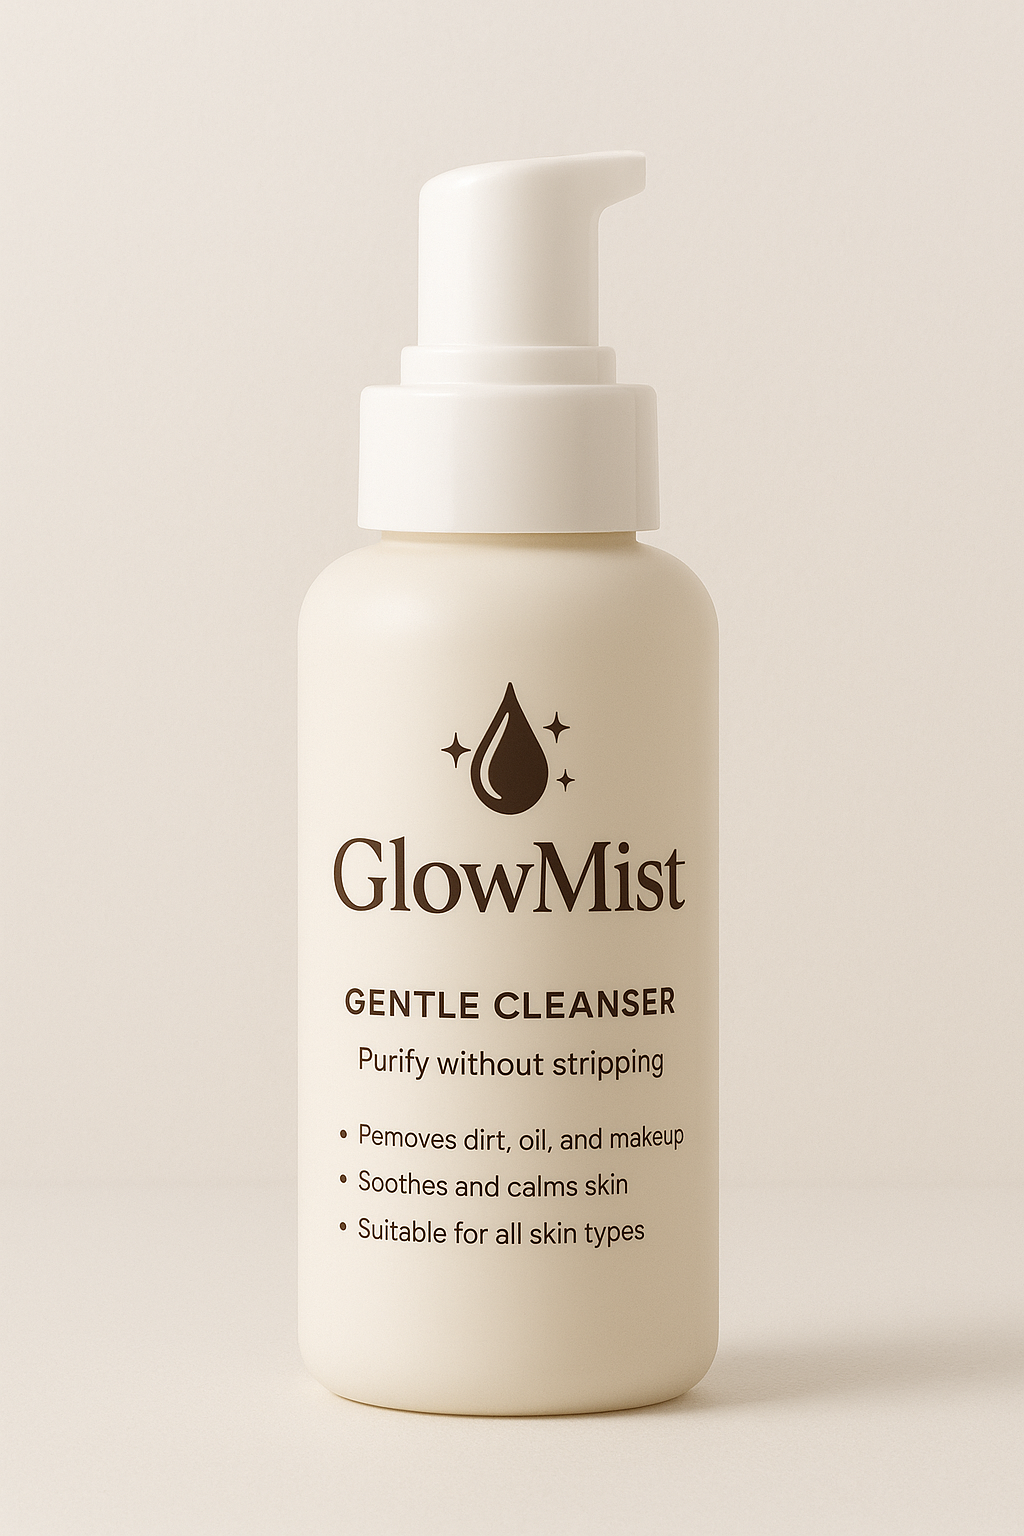 GlowMist
GENTLE CLEANSER
Purify without stripping
• Pemoves dirt, oil, and makeup
• Soothes and calms skin
• Suitable for all skin types